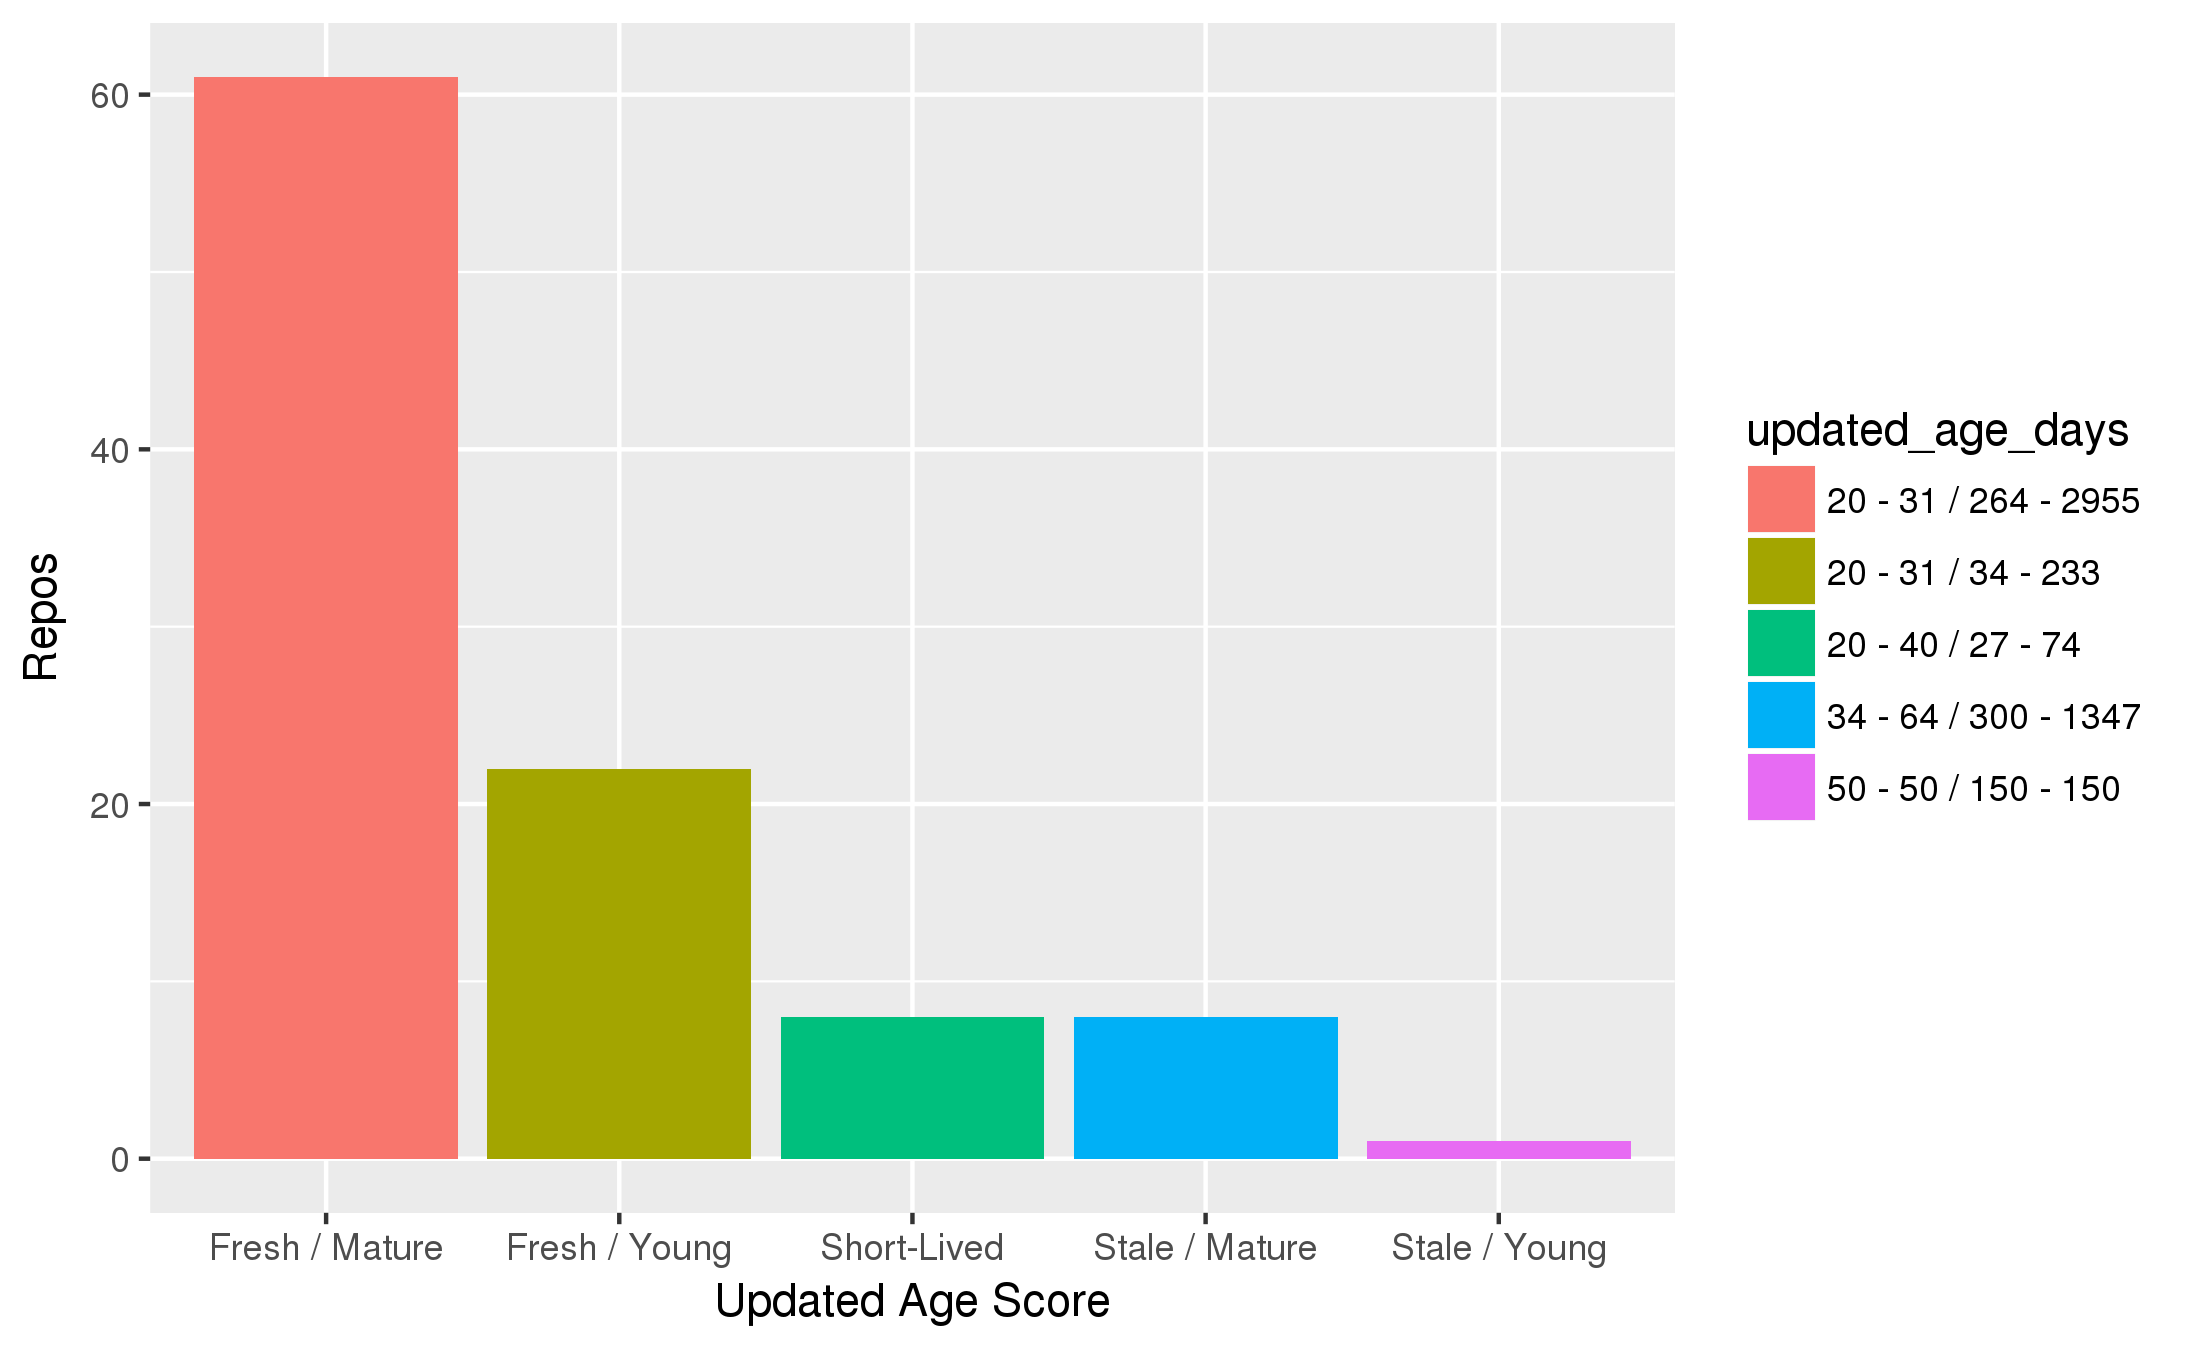 60
40
20
0
Repos
Fresh / Mature
Fresh / Young
Short-Lived
Stale / Mature
Stale / Young
Updated Age Score
updated_age_days
20 - 31 / 264 - 2955
20 - 31 / 34 - 233
20 - 40 / 27 - 74
34 - 64 / 300 - 1347
50 - 50 / 150 - 150